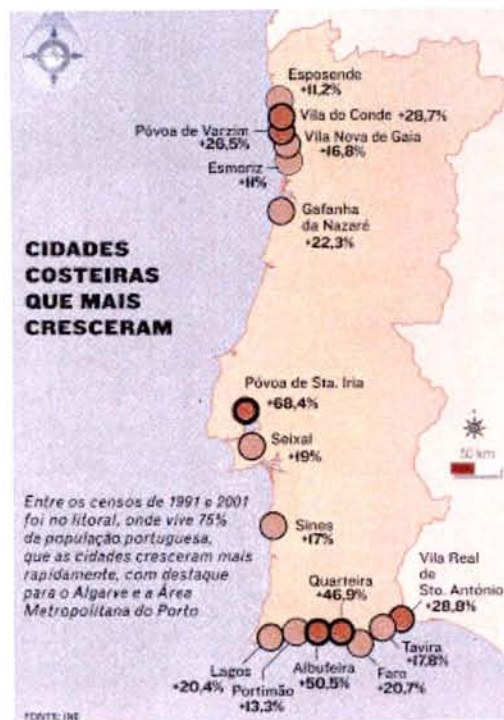 Esposende
+11,2%
Vila do Conde +28,7%
Póvoa de Varzim
+26,5%
Vila Nova de Gaia
+16,8%
Esmoriz
+11%
Gafanha
da Nazaré
+22,3%
CIDADES
COSTEIRAS
QUE MAIS
CRESCERAM
Póvoa de Sta. Iria
+68,4%
Seixal
+19%
50 km
Entre os censos de 1991 e 2001
foi no litoral, onde vive 75%
da população portuguesa,
que as cidades cresceram mais
rapidamente, com destaque
para o Algarve e a Área
Metropolitana do Porto
Sines
+17%
Vila Real
de
Sto. António
+28,8%
Quarteira
+46,9%
Lagos
+20,4%
Portimão
+13,3%
Albufeira
+50,5%
Faro
+20,7%
Tavira
+17,8%
FONTE: INE